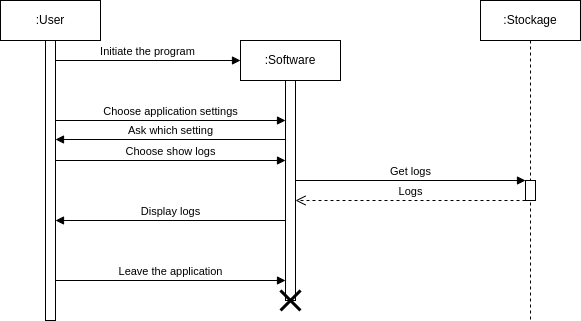 :User
:Stockage
Initiate the program
:Software
Choose application settings
Ask which setting
Choose show logs
Get logs
Logs
Display logs
Leave the application